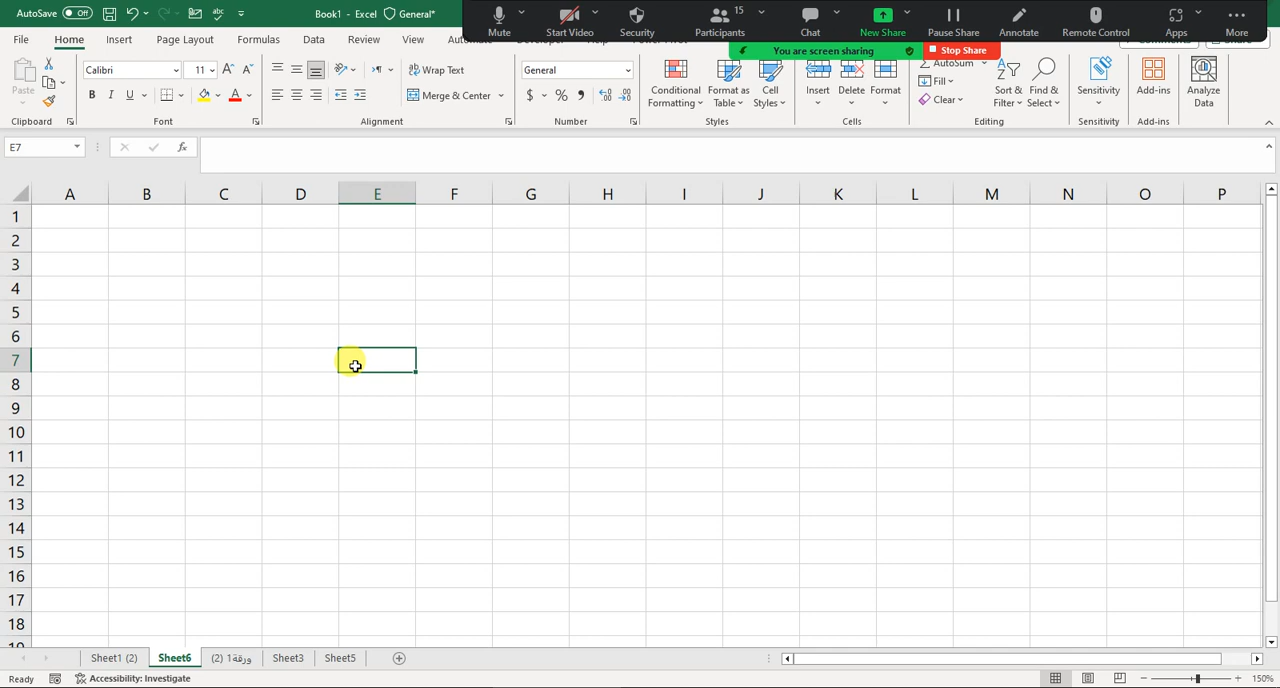 AutoSave Off Book1 - Excel General*
Mute Start Video Security Participants 15 Chat New Share Pause Share Annotate Remote Control Apps More
You are screen sharing Stop Share
File Home Insert Page Layout Formulas Data Review View
Paste Calibri 11 Wrap Text General AutoSum
B I U Merge & Center $ % Conditional Formatting Format as Table Cell Styles Insert Delete Format Fill Clear Sort & Filter Find & Select Sensitivity Add-ins Analyze Data
Clipboard Font Alignment Number Styles Cells Editing Sensitivity Add-ins
E7 fx
A B C D E F G H I J K L M N O P
1
2
3
4
5
6
7
8
9
10
11
12
13
14
15
16
17
18
Sheet1 (2) Sheet6 ورقة1 (2) Sheet3 Sheet5
Ready Accessibility: Investigate 150%